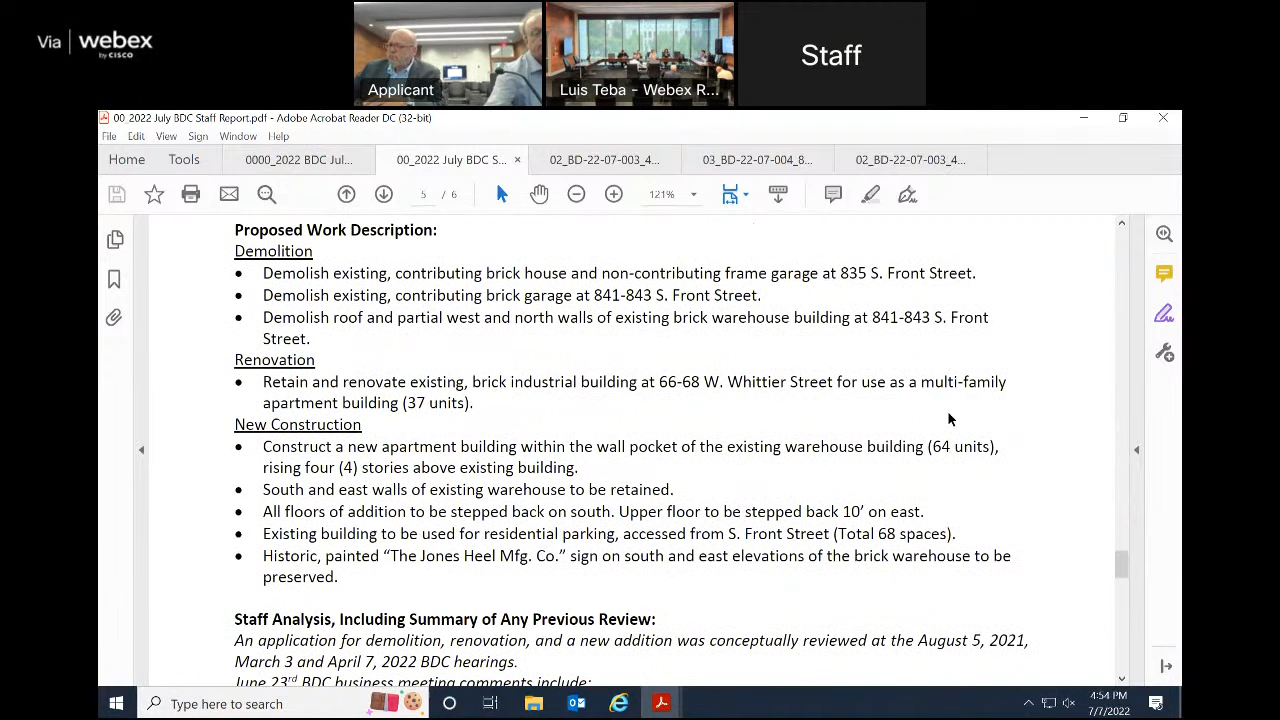 Via webex
by CISCO
Applicant
Luis Teba - Webex R...
Staff
00_2022 July BDC Staff Report.pdf - Adobe Acrobat Reader DC (32-bit)
File Edit View Sign Window Help
Home Tools 0000_2022 BDC Jul... 00_2022 July BDC S... × 02_BD-22-07-003_4... 03_BD-22-07-004_8... 02_BD-22-07-003_4...
5 / 6 121%
Proposed Work Description:
Demolition
• Demolish existing, contributing brick house and non-contributing frame garage at 835 S. Front Street.
• Demolish existing, contributing brick garage at 841-843 S. Front Street.
• Demolish roof and partial west and north walls of existing brick warehouse building at 841-843 S. Front
Street.
Renovation
• Retain and renovate existing, brick industrial building at 66-68 W. Whittier Street for use as a multi-family
apartment building (37 units).
New Construction
• Construct a new apartment building within the wall pocket of the existing warehouse building (64 units),
rising four (4) stories above existing building.
• South and east walls of existing warehouse to be retained.
• All floors of addition to be stepped back on south. Upper floor to be stepped back 10’ on east.
• Existing building to be used for residential parking, accessed from S. Front Street (Total 68 spaces).
• Historic, painted “The Jones Heel Mfg. Co.” sign on south and east elevations of the brick warehouse to be
preserved.
Staff Analysis, Including Summary of Any Previous Review:
An application for demolition, renovation, and a new addition was conceptually reviewed at the August 5, 2021,
March 3 and April 7, 2022 BDC hearings.
June 23rd BDC business meeting comments include:
Type here to search
4:54 PM
7/7/2022